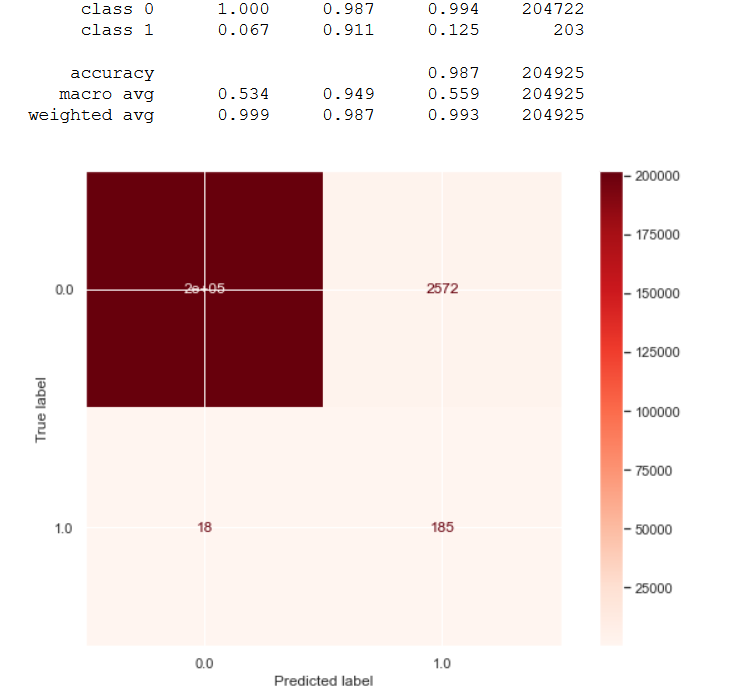 class 0 1.000 0.987 0.994 204722
class 1 0.067 0.911 0.125 203
accuracy 0.987 204925
macro avg 0.534 0.949 0.559 204925
weighted avg 0.999 0.987 0.993 204925
200000
175000
150000
125000
100000
75000
50000
25000
True label
0.0
2e+05
2572
1.0
18
185
0.0
1.0
Predicted label